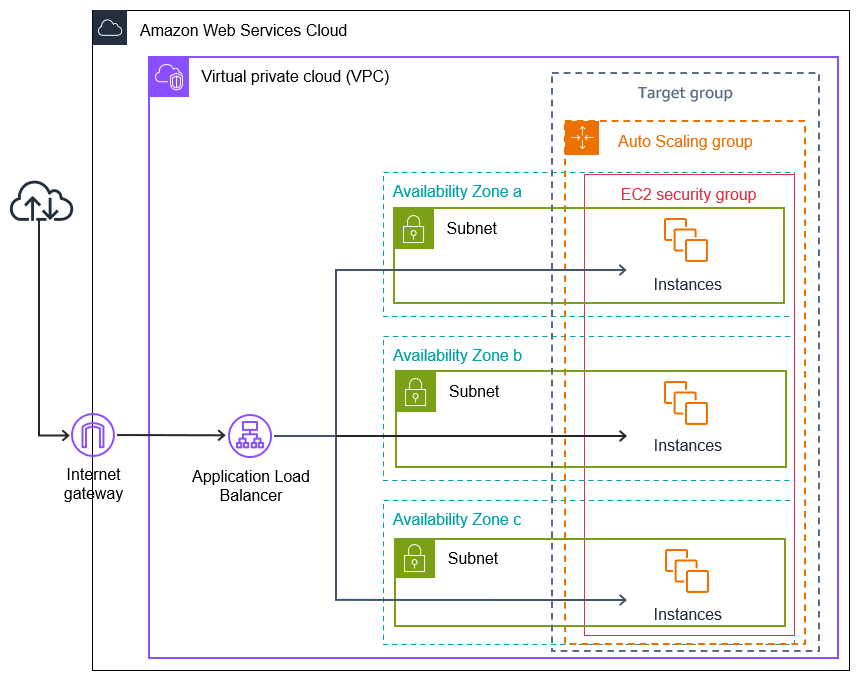 Amazon Web Services Cloud
Virtual private cloud (VPC)
Target group
Auto Scaling group
Availability Zone a
EC2 security group
Subnet
Instances
Availability Zone b
Subnet
Instances
Internet
gateway
Application Load
Balancer
Availability Zone c
Subnet
Instances